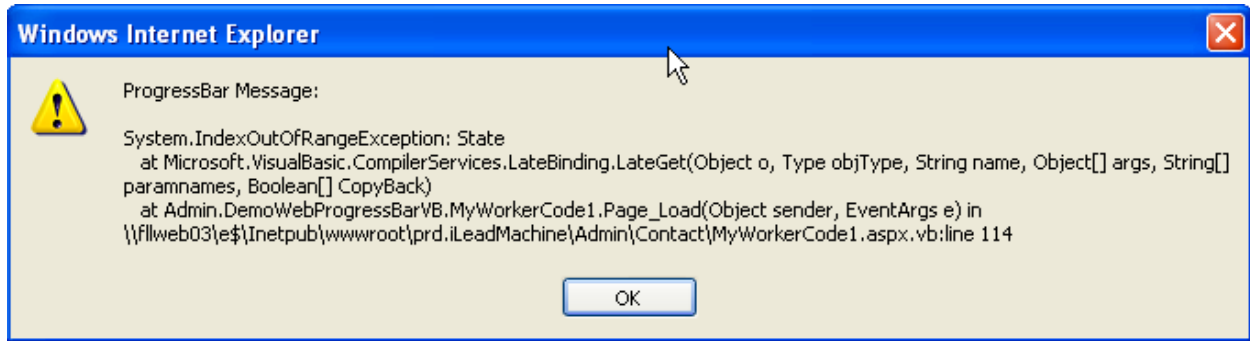 Windows Internet Explorer
ProgressBar Message:
System.IndexOutOfRangeException: State
at Microsoft.VisualBasic.CompilerServices.LateBinding.LateGet(Object o, Type objType, String name, Object[] args, String[]
paramnames, Boolean[] CopyBack)
at Admin.DemoWebProgressBarVB.MyWorkerCode1.Page_Load(Object sender, EventArgs e) in
\\fllweb03\e$\Inetpub\wwwroot\prd.iLeadMachine\Admin\Contact\MyWorkerCode1.aspx.vb:line 114
OK